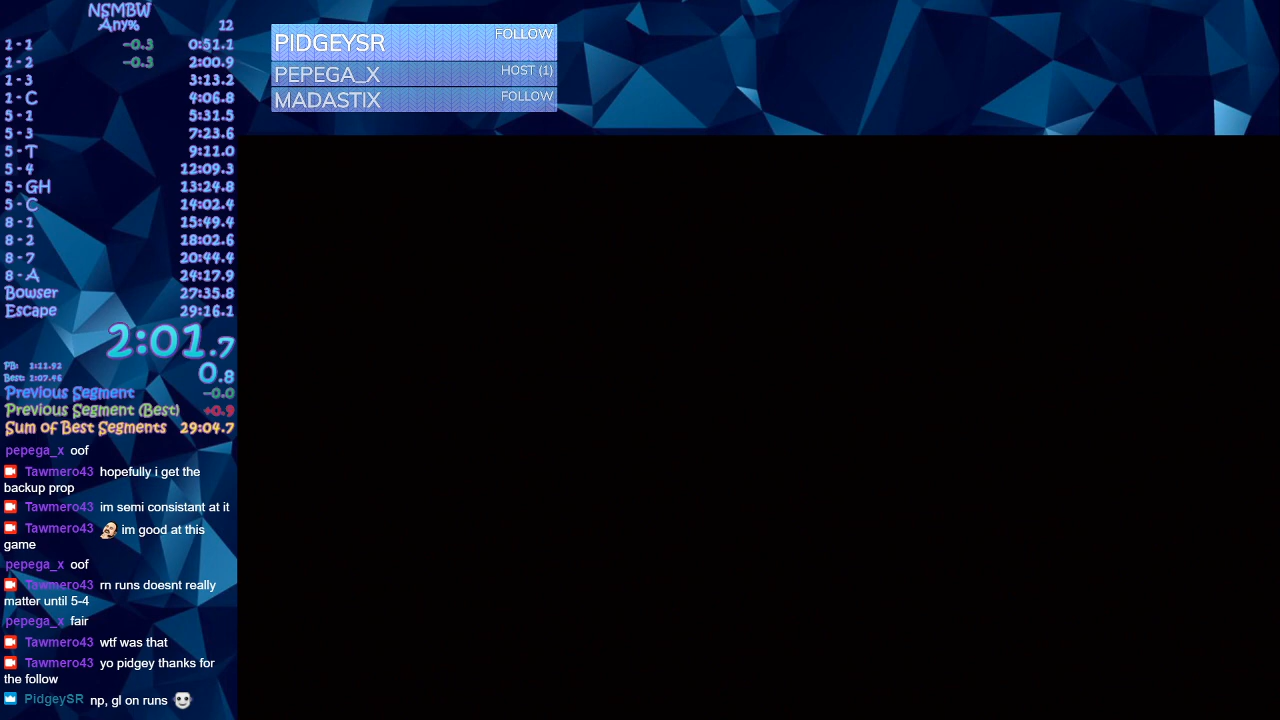 NSMBW
Any% 12
1 - 1 -0.3 0:51.1
1 - 2 -0.3 2:00.9
1 - 3 3:13.2
1 - C 4:06.8
5 - 1 5:31.5
5 - 3 7:23.6
5 - T 9:11.0
5 - 4 12:09.3
5 - GH 13:24.8
5 - C 14:02.4
8 - 1 15:49.4
8 - 2 18:02.6
8 - 7 20:44.4
8 - A 24:17.9
Bowser 27:35.8
Escape 29:16.1
2:01.7
PB: 1:11.92
Best: 1:07.46
0.8
Previous Segment -0.0
Previous Segment (Best) +0.9
Sum of Best Segments 29:04.7
pepega_x oof
Tawmero43 hopefully i get the
backup prop
Tawmero43 im semi consistant at it
Tawmero43 im good at this
game
pepega_x oof
Tawmero43 rn runs doesnt really
matter until 5-4
pepega_x fair
Tawmero43 wtf was that
Tawmero43 yo pidgey thanks for
the follow
PidgeySR np, gl on runs
PIDGEYSR FOLLOW
PEPEGA_X HOST (1)
MADASTIX FOLLOW